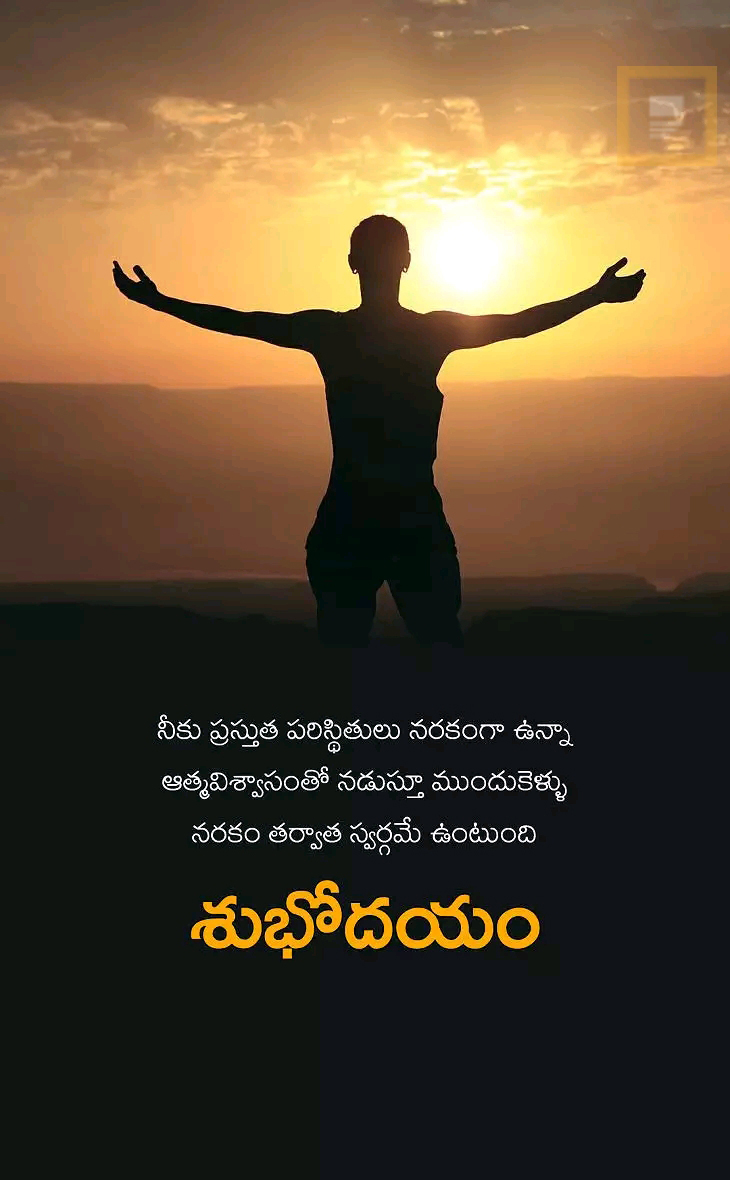 నీకు ప్రస్తుత పరిస్థితులు నరకంగా ఉన్నా
ఆత్మవిశ్వాసంతో నడుస్తూ ముందుకెళ్ళు
నరకం తర్వాత స్వర్గమే ఉంటుంది
శుభోదయం